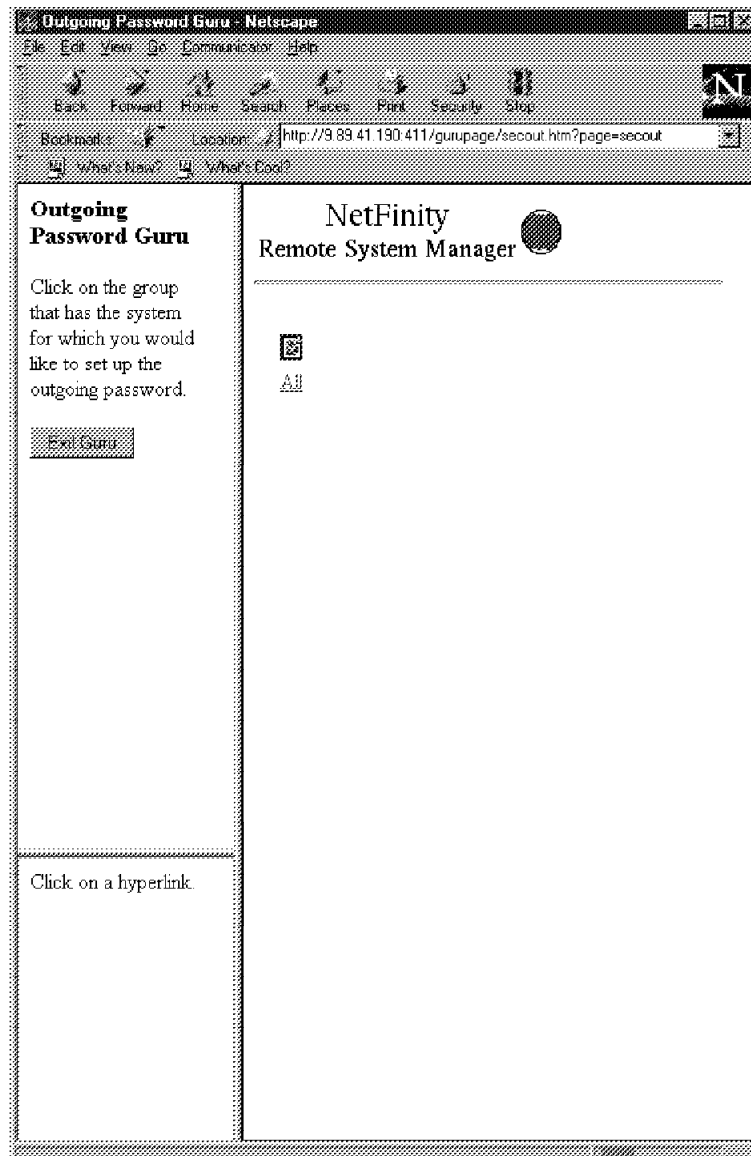 Outgoing Password Guru - Netscape
File Edit View Go Communicator Help
Back Forward Home Search Places Print Security Stop
N
Bookmarks Location: http://9.89.41.190:411/gurupage/secout.htm?page=secout
What's New? What's Cool?
Outgoing
Password Guru
Click on the group
that has the system
for which you would
like to set up the
outgoing password.
Exit Guru
Click on a hyperlink.
NetFinity
Remote System Manager
All